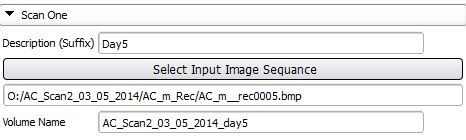 Scan One
Description (Suffix) Day5
Select Input Image Sequance
O:/AC_Scan2_03_05_2014/AC_m_Rec/AC_m__rec0005.bmp
Volume Name AC_Scan2_03_05_2014_day5